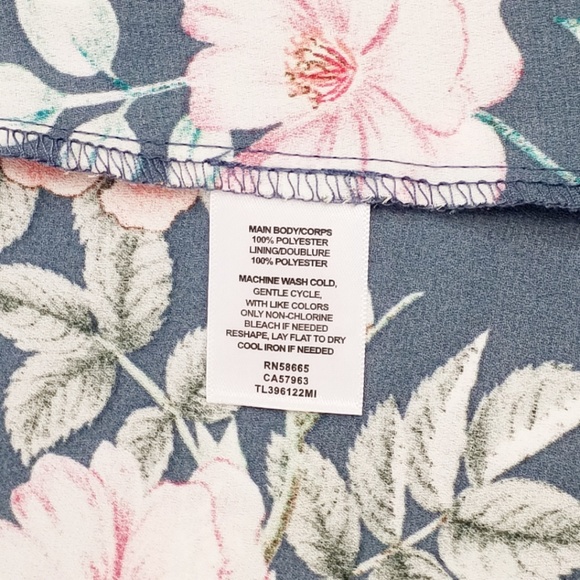 MAIN BODY/CORPS
100% POLYESTER
LINING/DOUBLURE
100% POLYESTER
MACHINE WASH COLD,
GENTLE CYCLE,
WITH LIKE COLORS
ONLY NON-CHLORINE
BLEACH IF NEEDED
RESHAPE, LAY FLAT TO DRY
COOL IRON IF NEEDED
RN58665
CA57963
TL396122MI